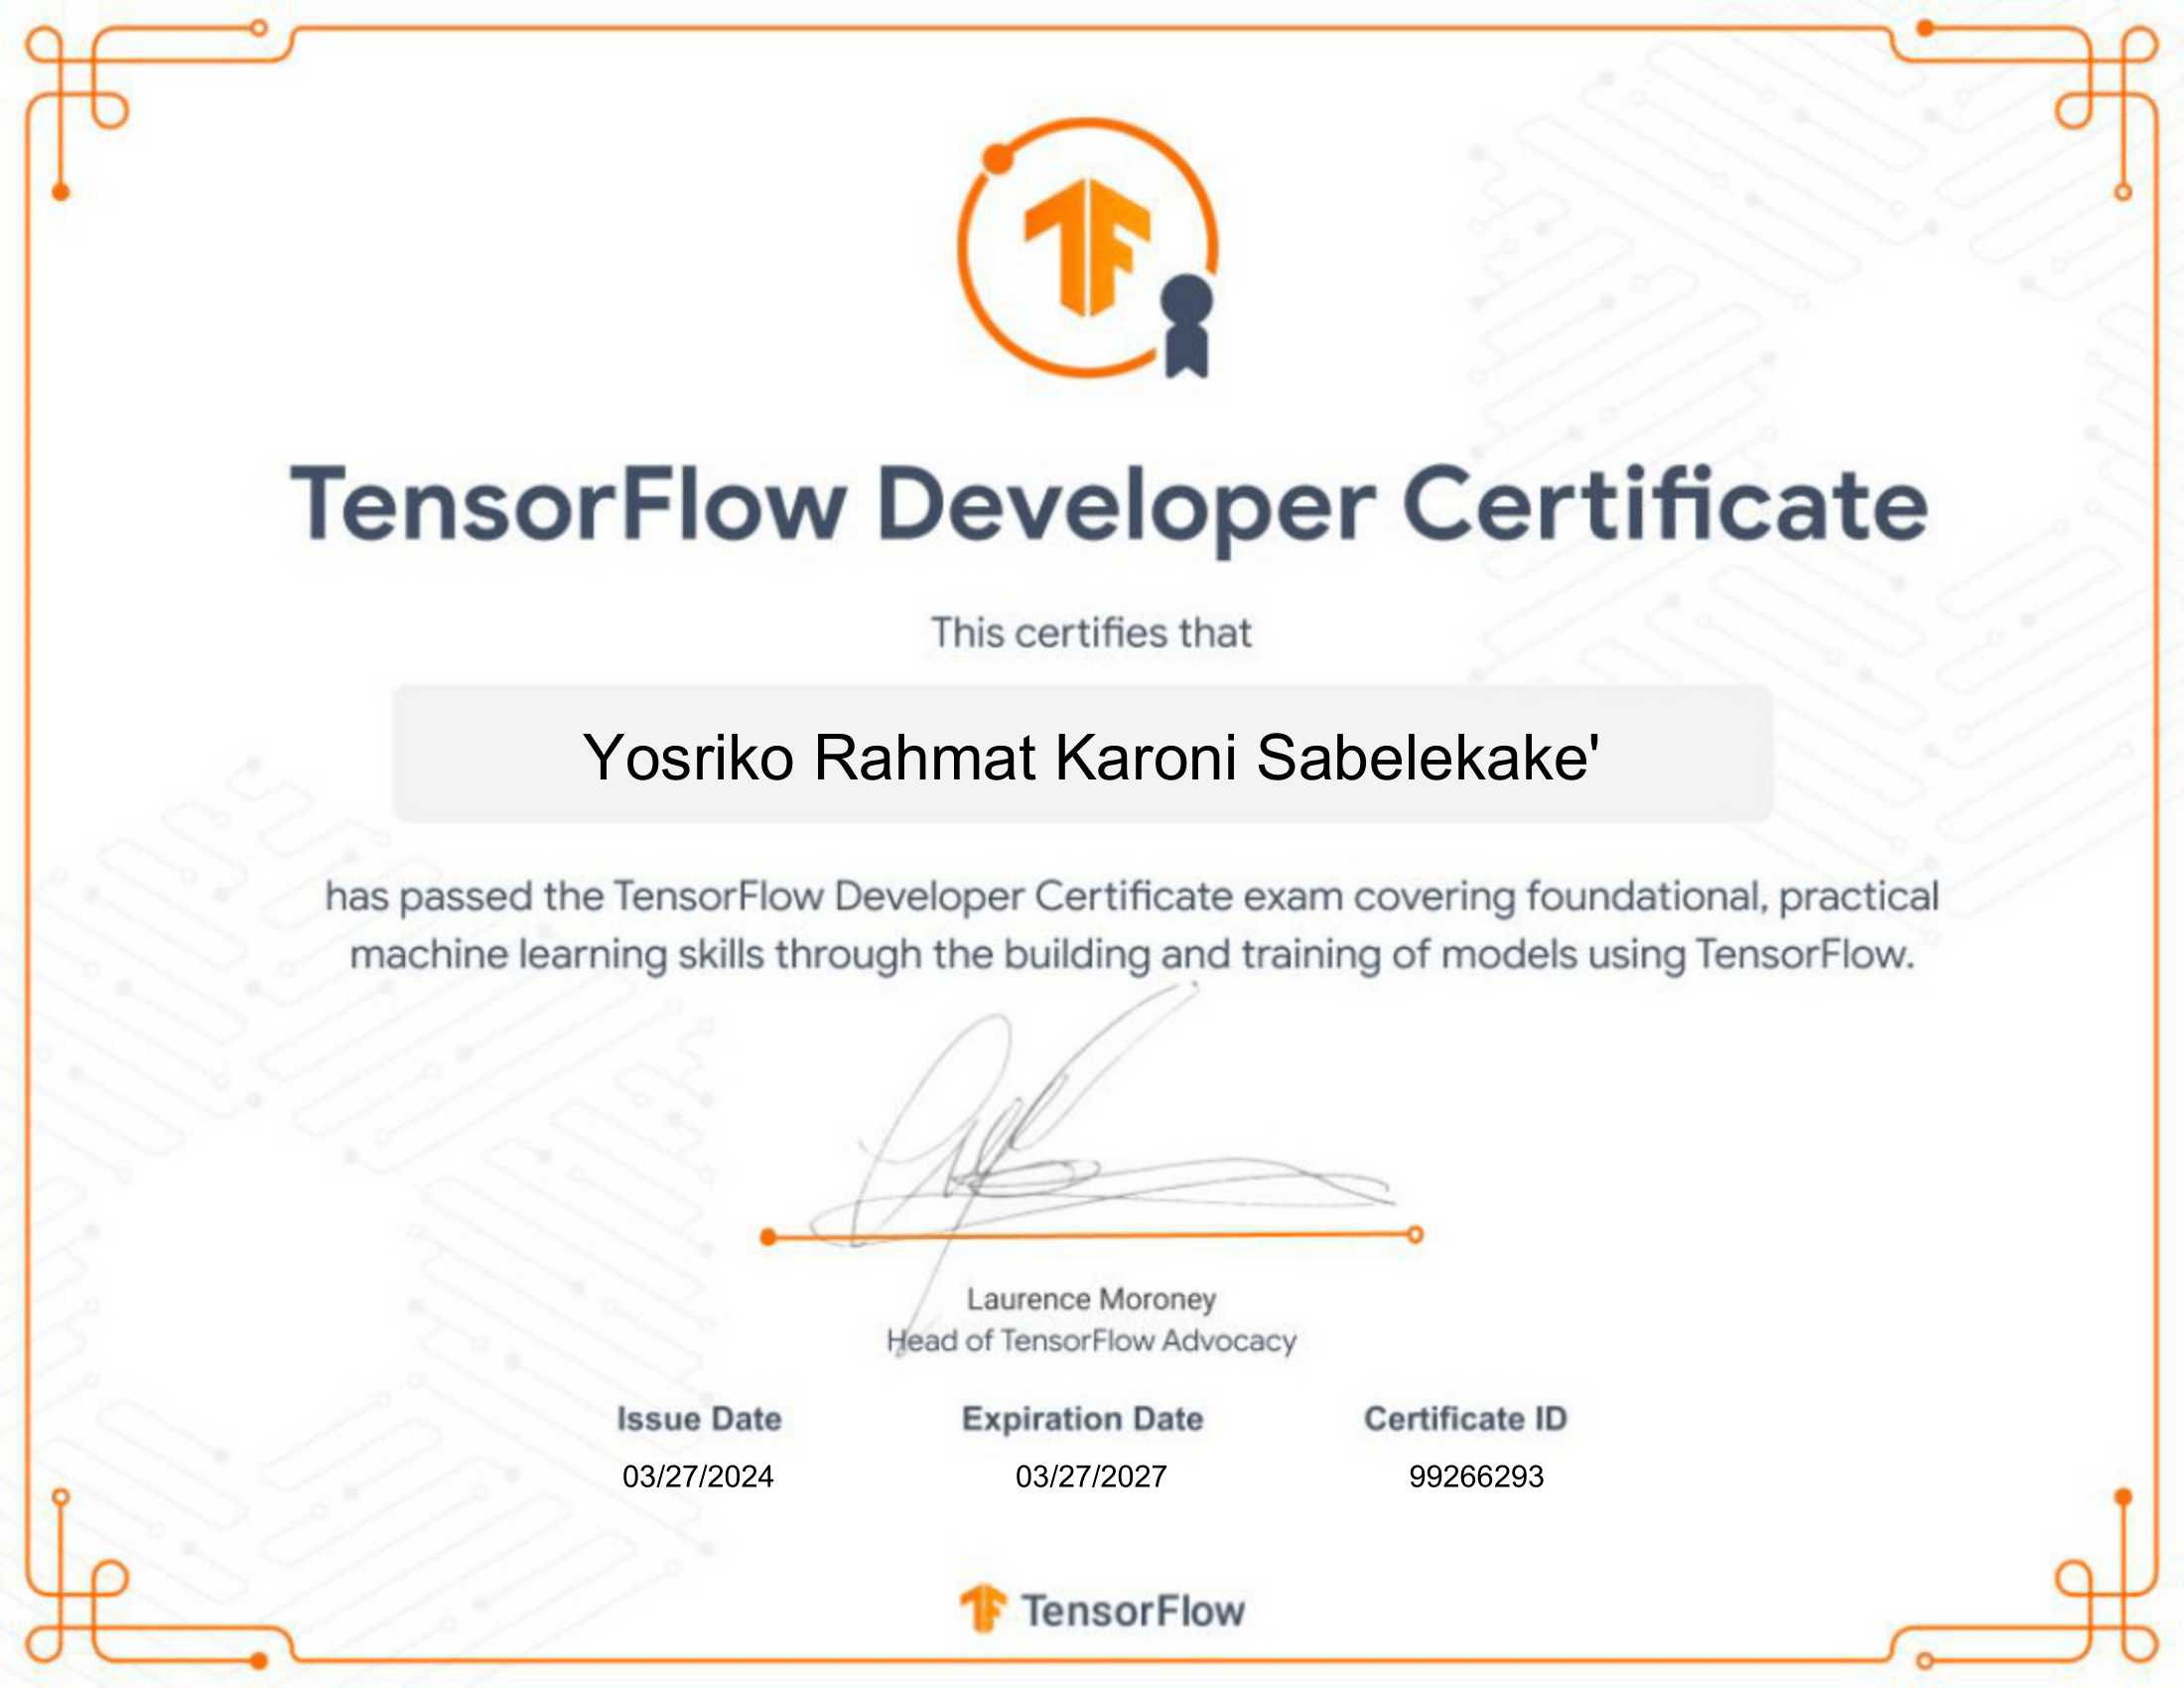 TensorFlow Developer Certificate
This certifies that
Yosriko Rahmat Karoni Sabelekake'
has passed the TensorFlow Developer Certificate exam covering foundational, practical
machine learning skills through the building and training of models using TensorFlow.
Laurence Moroney
Head of TensorFlow Advocacy
Issue Date Expiration Date Certificate ID
03/27/2024 03/27/2027 99266293
TensorFlow